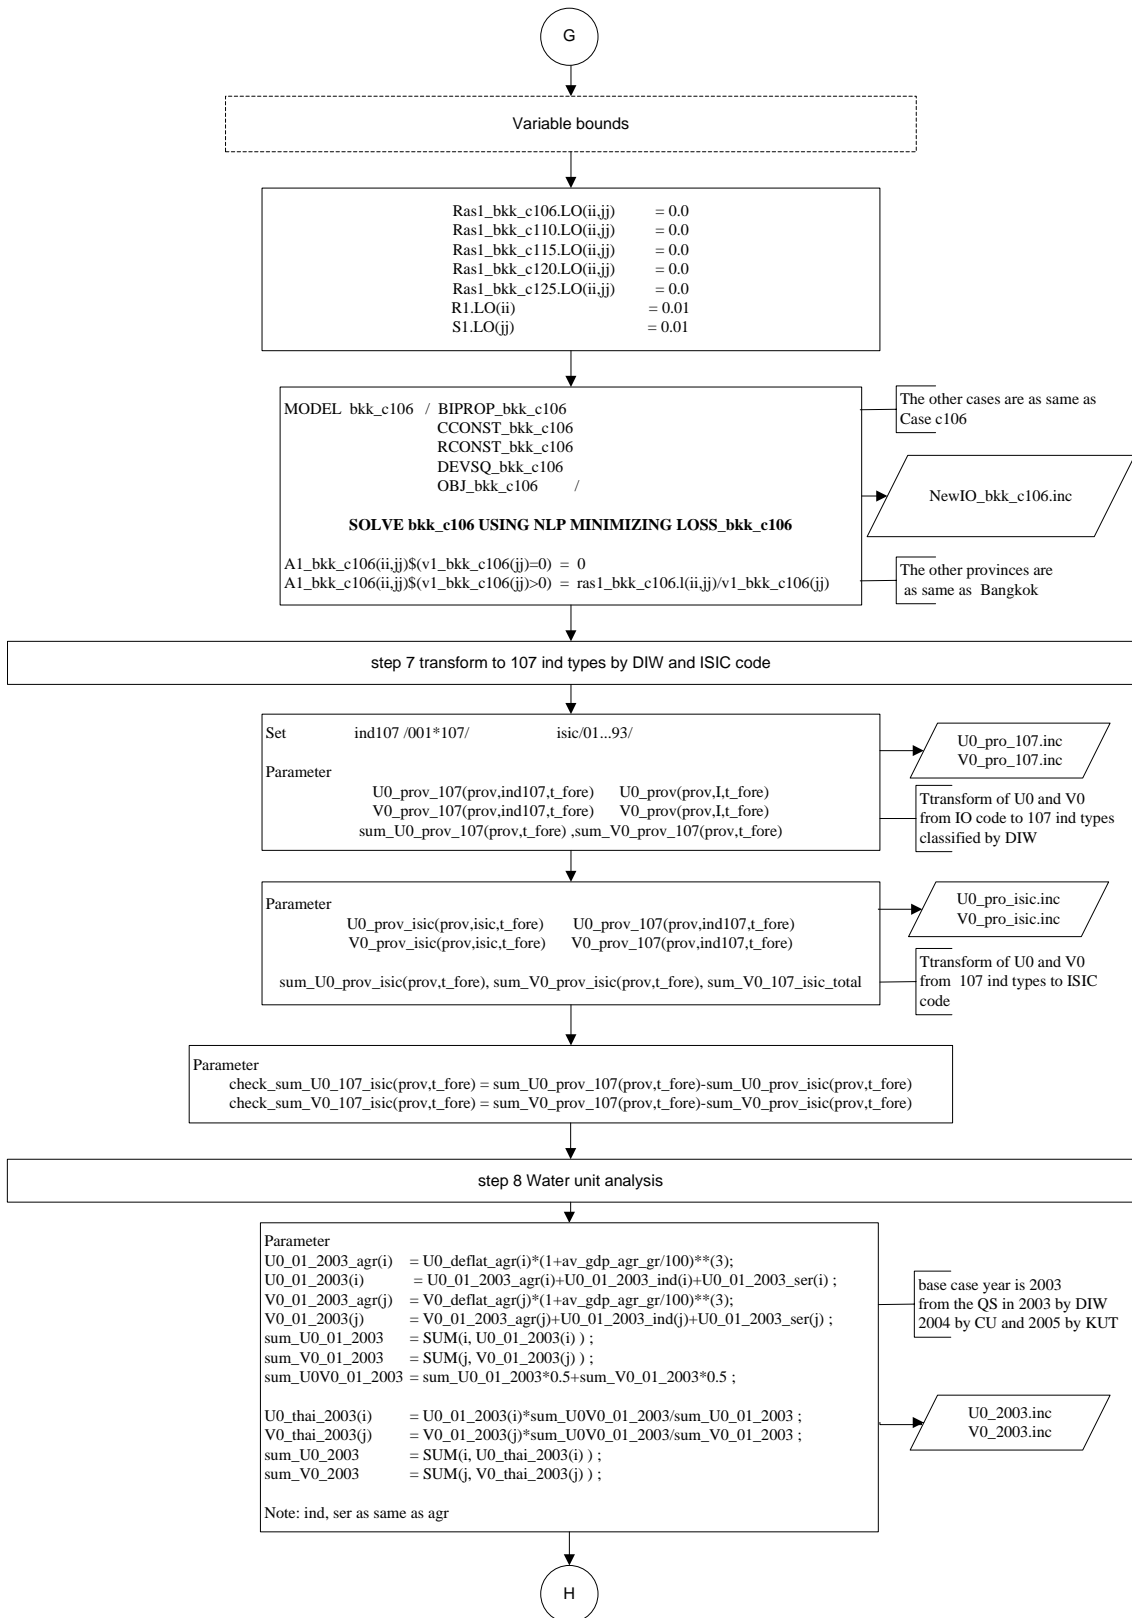 G
Variable bounds
Ras1_bkk_c106.LO(ii,jj) = 0.0
Ras1_bkk_c110.LO(ii,jj) = 0.0
Ras1_bkk_c115.LO(ii,jj) = 0.0
Ras1_bkk_c120.LO(ii,jj) = 0.0
Ras1_bkk_c125.LO(ii,jj) = 0.0
R1.LO(ii) = 0.01
S1.LO(jj) = 0.01
MODEL bkk_c106 / BIPROP_bkk_c106
CCONST_bkk_c106
RCONST_bkk_c106
DEVSQ_bkk_c106
OBJ_bkk_c106 /
SOLVE bkk_c106 USING NLP MINIMIZING LOSS_bkk_c106
A1_bkk_c106(ii,jj)$(v1_bkk_c106(jj)=0) = 0
A1_bkk_c106(ii,jj)$(v1_bkk_c106(jj)>0) = ras1_bkk_c106.l(ii,jj)/v1_bkk_c106(jj)
The other cases are as same as
Case c106
NewIO_bkk_c106.inc
The other provinces are
as same as Bangkok
step 7 transform to 107 ind types by DIW and ISIC code
Set ind107 /001*107/ isic/01...93/
Parameter
U0_prov_107(prov,ind107,t_fore) U0_prov(prov,I,t_fore)
V0_prov_107(prov,ind107,t_fore) V0_prov(prov,I,t_fore)
sum_U0_prov_107(prov,t_fore) ,sum_V0_prov_107(prov,t_fore)
U0_pro_107.inc
V0_pro_107.inc
Ttransform of U0 and V0
from IO code to 107 ind types
classified by DIW
Parameter
U0_prov_isic(prov,isic,t_fore) U0_prov_107(prov,ind107,t_fore)
V0_prov_isic(prov,isic,t_fore) V0_prov_107(prov,ind107,t_fore)
sum_U0_prov_isic(prov,t_fore), sum_V0_prov_isic(prov,t_fore), sum_V0_107_isic_total
U0_pro_isic.inc
V0_pro_isic.inc
Ttransform of U0 and V0
from 107 ind types to ISIC
code
Parameter
check_sum_U0_107_isic(prov,t_fore) = sum_U0_prov_107(prov,t_fore)-sum_U0_prov_isic(prov,t_fore)
check_sum_V0_107_isic(prov,t_fore) = sum_V0_prov_107(prov,t_fore)-sum_V0_prov_isic(prov,t_fore)
step 8 Water unit analysis
Parameter
U0_01_2003_agr(i) = U0_deflat_agr(i)*(1+av_gdp_agr_gr/100)**(3);
U0_01_2003(i) = U0_01_2003_agr(i)+U0_01_2003_ind(i)+U0_01_2003_ser(i) ;
V0_01_2003_agr(j) = V0_deflat_agr(j)*(1+av_gdp_agr_gr/100)**(3);
V0_01_2003(j) = V0_01_2003_agr(j)+U0_01_2003_ind(j)+U0_01_2003_ser(j) ;
sum_U0_01_2003 = SUM(i, U0_01_2003(i) ) ;
sum_V0_01_2003 = SUM(j, V0_01_2003(j) ) ;
sum_U0V0_01_2003 = sum_U0_01_2003*0.5+sum_V0_01_2003*0.5 ;
U0_thai_2003(i) = U0_01_2003(i)*sum_U0V0_01_2003/sum_U0_01_2003 ;
V0_thai_2003(j) = V0_01_2003(j)*sum_U0V0_01_2003/sum_V0_01_2003 ;
sum_U0_2003 = SUM(i, U0_thai_2003(i) ) ;
sum_V0_2003 = SUM(j, V0_thai_2003(j) ) ;
Note: ind, ser as same as agr
base case year is 2003
from the QS in 2003 by DIW
2004 by CU and 2005 by KUT
U0_2003.inc
V0_2003.inc
H